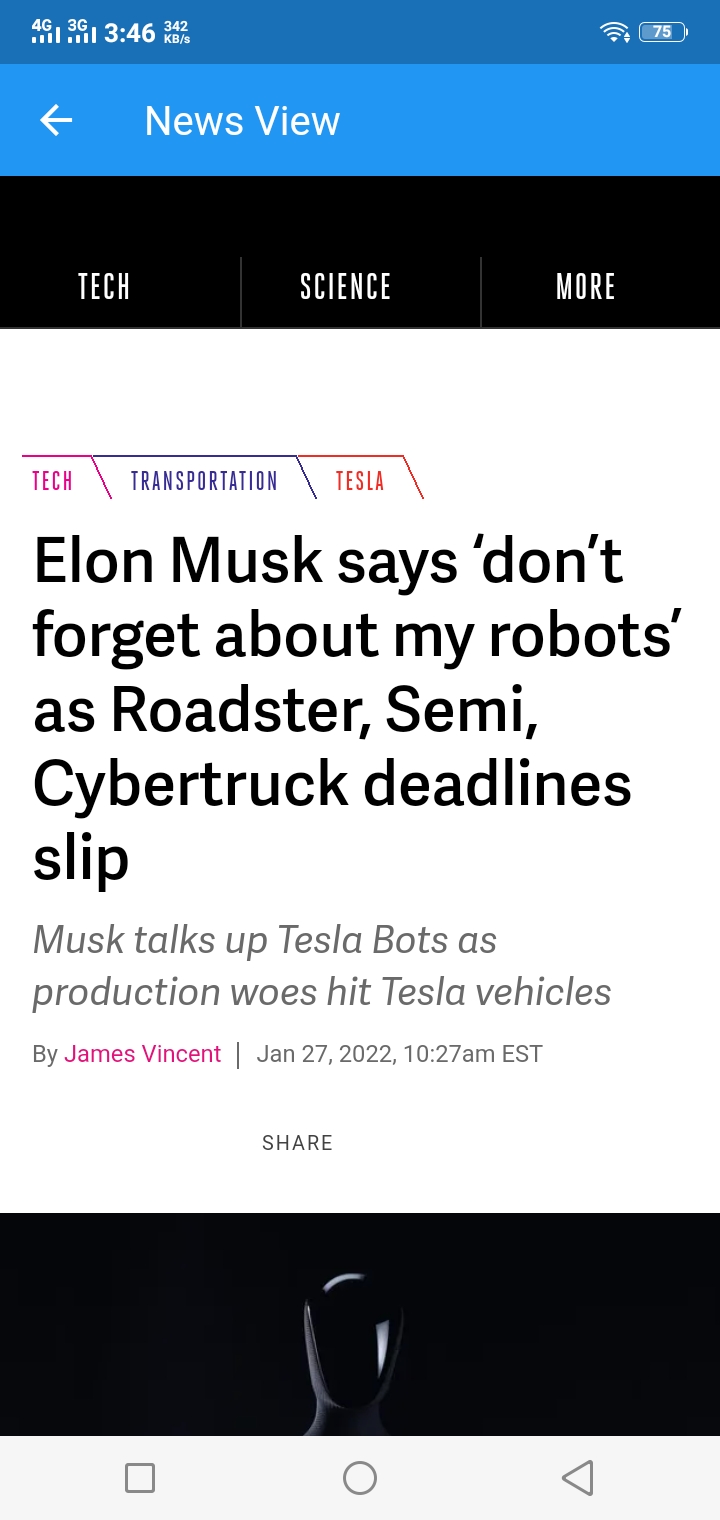 4G 3G 3:46 342 KB/s 75
News View
TECH SCIENCE MORE
TECH TRANSPORTATION TESLA
Elon Musk says ‘don’t
forget about my robots’
as Roadster, Semi,
Cybertruck deadlines
slip
Musk talks up Tesla Bots as
production woes hit Tesla vehicles
By James Vincent | Jan 27, 2022, 10:27am EST
SHARE